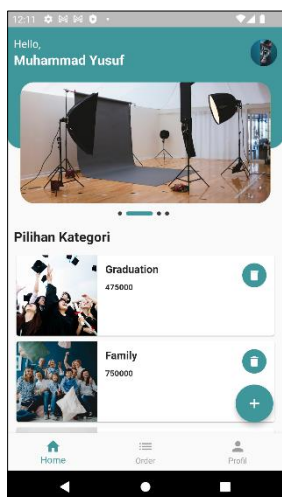 12:11
Hello,
Muhammad Yusuf
Pilihan Kategori
Graduation
475000
Family
750000
Home
Order
Profil